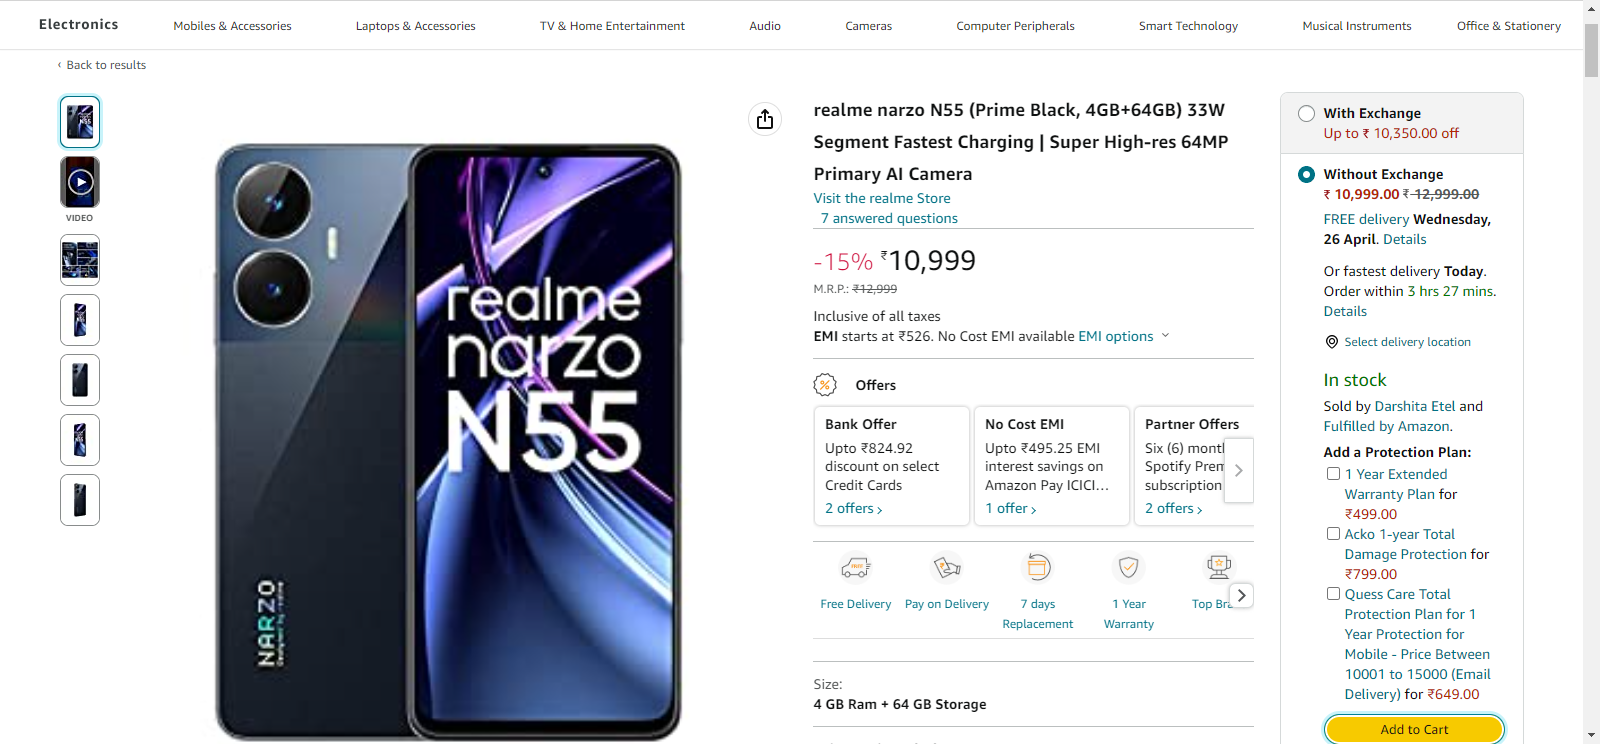 Electronics
Mobiles & Accessories
Laptops & Accessories
TV & Home Entertainment
Audio
Cameras
Computer Peripherals
Smart Technology
Musical Instruments
Office & Stationery
‹ Back to results
VIDEO
realme
narzo
N55
NARZO
realme narzo N55 (Prime Black, 4GB+64GB) 33W
Segment Fastest Charging | Super High-res 64MP
Primary AI Camera
Visit the realme Store
7 answered questions
-15% ₹10,999
M.R.P.: ₹12,999
Inclusive of all taxes
EMI starts at ₹526. No Cost EMI available EMI options
Offers
Bank Offer
Upto ₹824.92
discount on select
Credit Cards
2 offers ›
No Cost EMI
Upto ₹495.25 EMI
interest savings on
Amazon Pay ICICI…
1 offer ›
Partner Offers
Six (6) mont
Spotify Prem
subscription
2 offers ›
Free Delivery
Pay on Delivery
7 days
Replacement
1 Year
Warranty
Top Bra
Size:
4 GB Ram + 64 GB Storage
With Exchange
Up to ₹ 10,350.00 off
Without Exchange
₹ 10,999.00 ₹ 12,999.00
FREE delivery Wednesday,
26 April. Details
Or fastest delivery Today.
Order within 3 hrs 27 mins.
Details
Select delivery location
In stock
Sold by Darshita Etel and
Fulfilled by Amazon.
Add a Protection Plan:
1 Year Extended
Warranty Plan for
₹499.00
Acko 1-year Total
Damage Protection for
₹799.00
Quess Care Total
Protection Plan for 1
Year Protection for
Mobile - Price Between
10001 to 15000 (Email
Delivery) for ₹649.00
Add to Cart